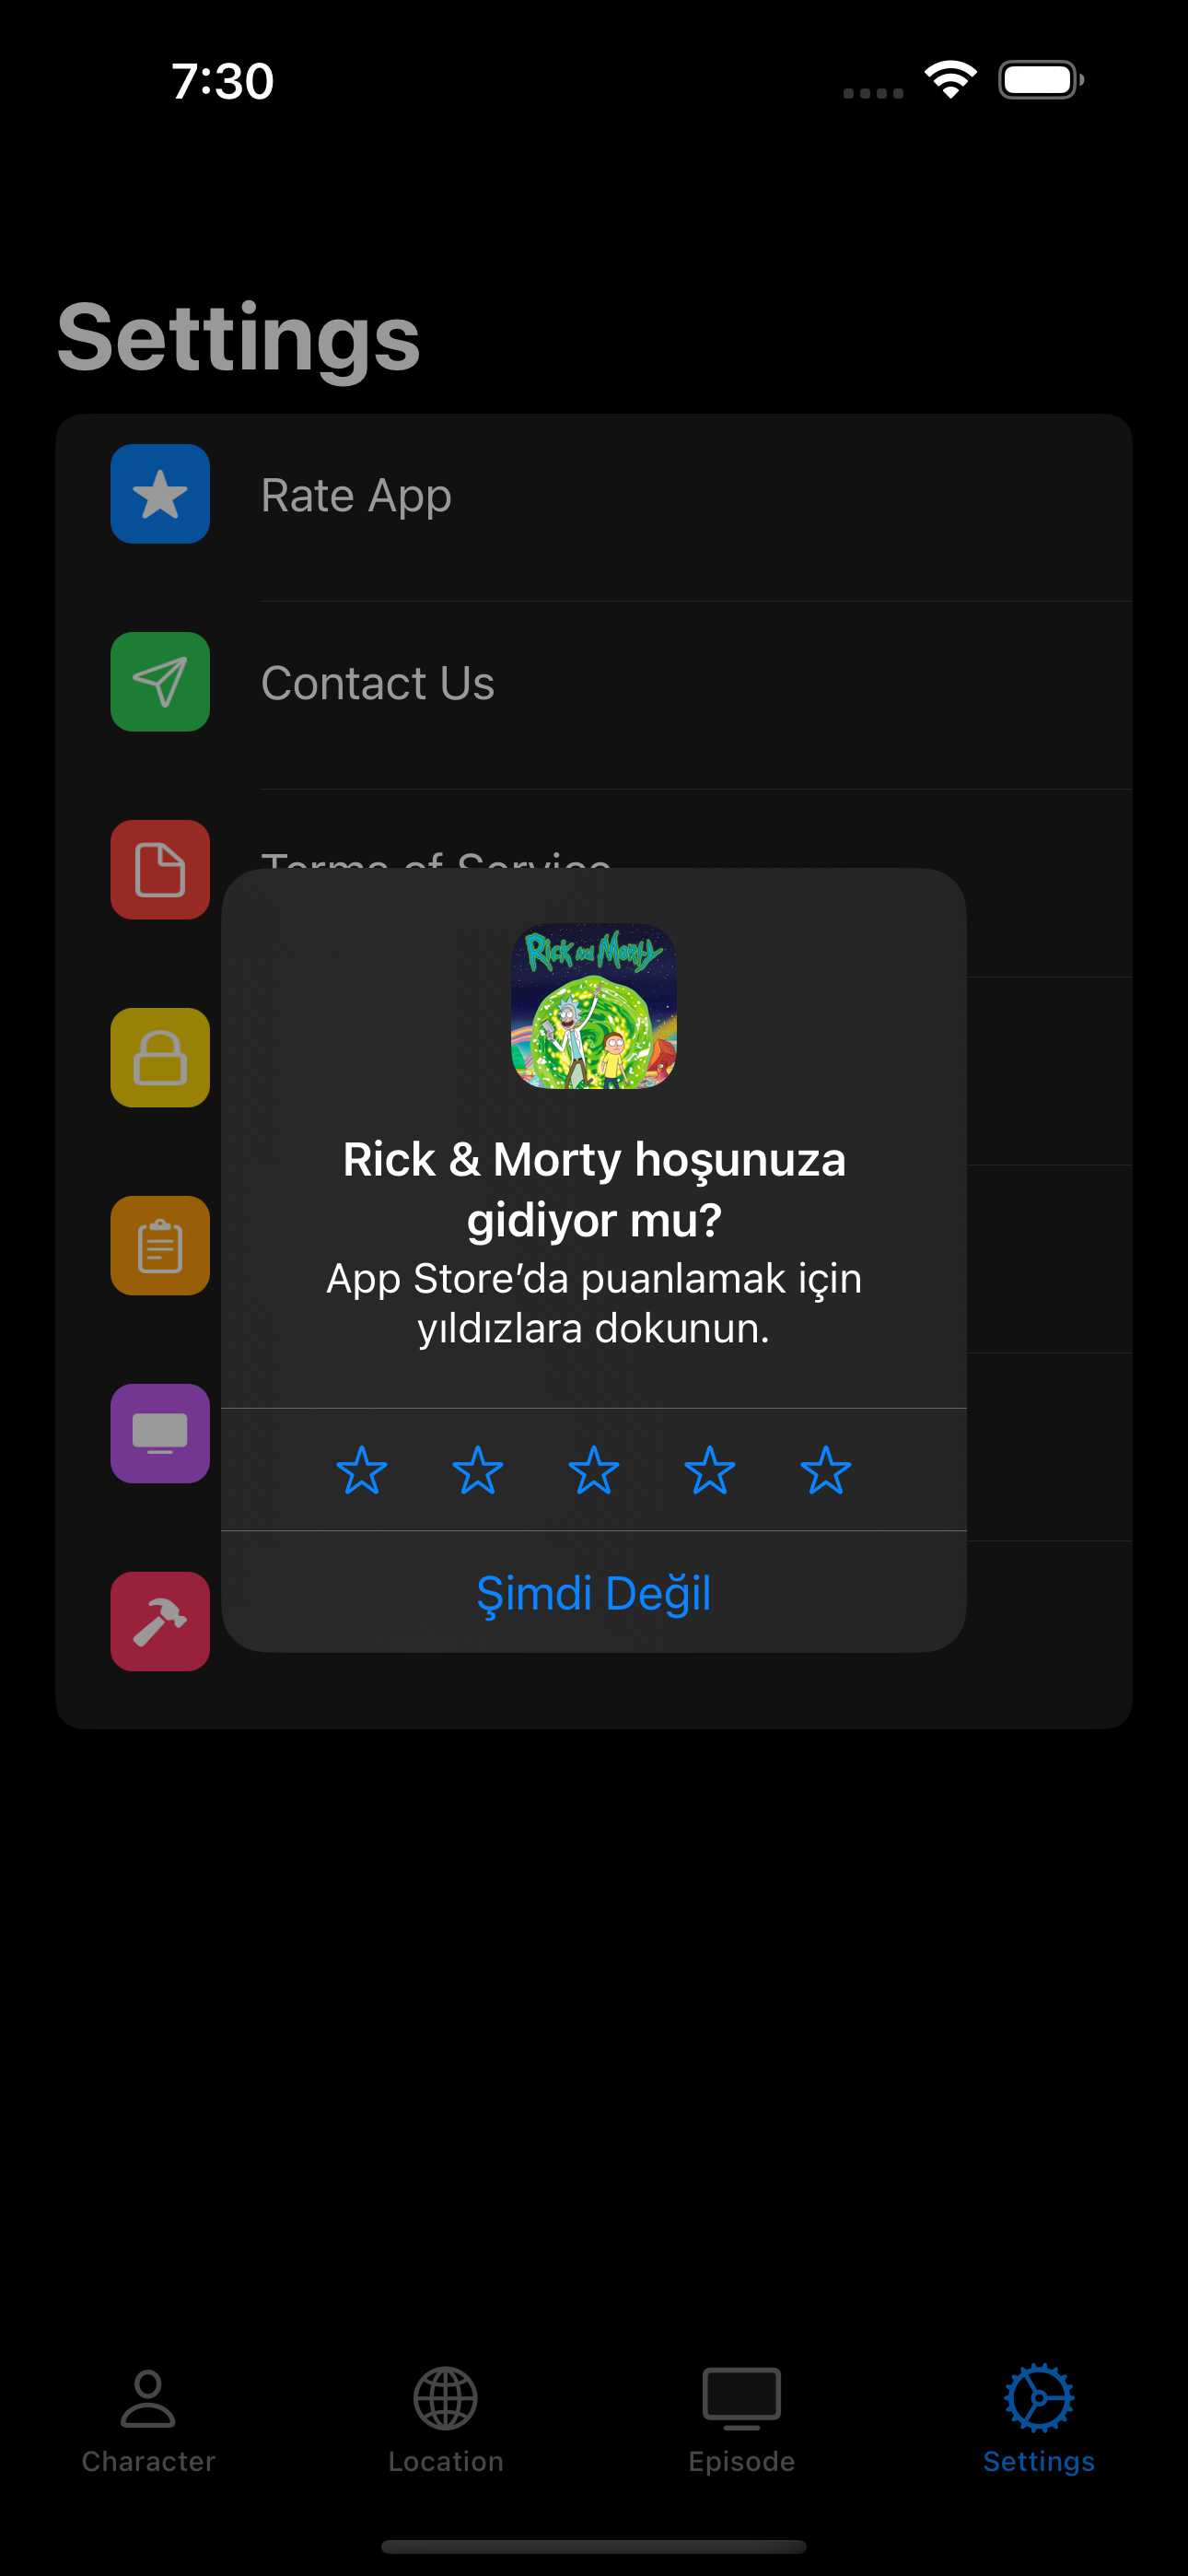 7:30
Settings
Rate App
Contact Us
Terms of Service
Rick and Morty
Rick & Morty hoşunuza
gidiyor mu?
App Store’da puanlamak için
yıldızlara dokunun.
Şimdi Değil
Character
Location
Episode
Settings